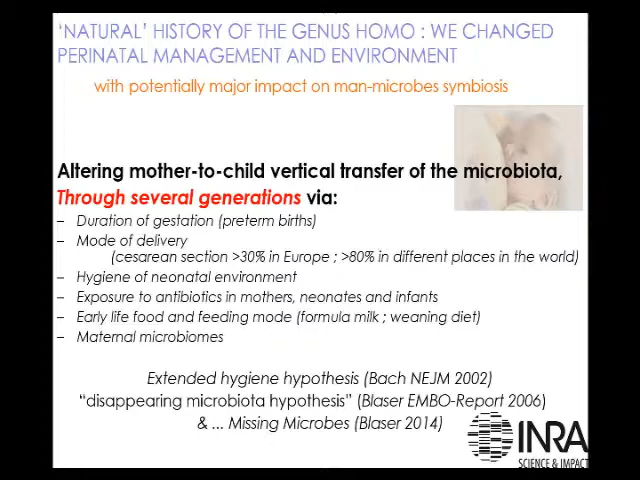 ‘NATURAL’ HISTORY OF THE GENUS HOMO : WE CHANGED
PERINATAL MANAGEMENT AND ENVIRONMENT
with potentially major impact on man-microbes symbiosis
Altering mother-to-child vertical transfer of the microbiota,
Through several generations via:
– Duration of gestation (preterm births)
– Mode of delivery
(cesarean section >30% in Europe ; >80% in different places in the world)
– Hygiene of neonatal environment
– Exposure to antibiotics in mothers, neonates and infants
– Early life food and feeding mode (formula milk ; weaning diet)
– Maternal microbiomes
Extended hygiene hypothesis (Bach NEJM 2002)
“disappearing microbiota hypothesis” (Blaser EMBO-Report 2006)
& ... Missing Microbes (Blaser 2014)
INRA
SCIENCE & IMPACT